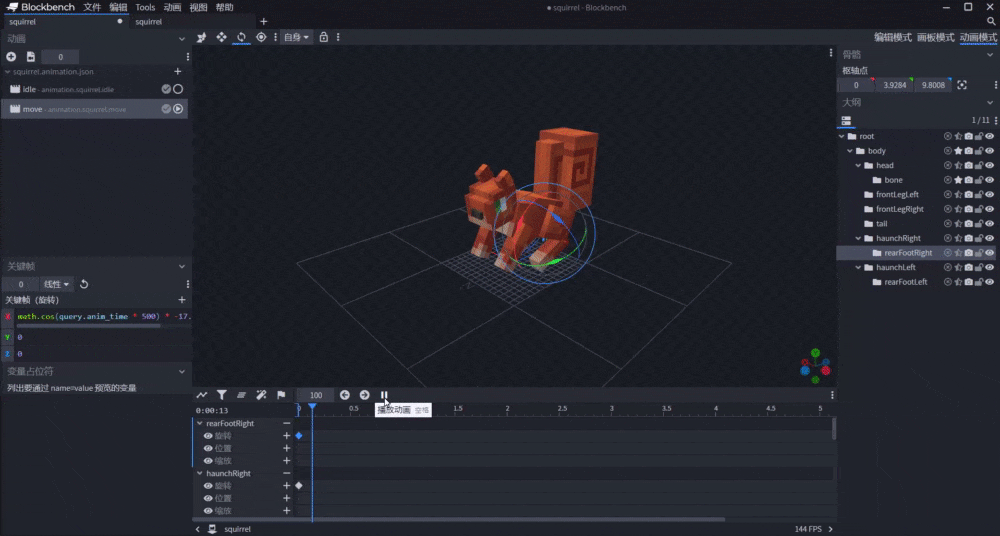 Blockbench 文件 编辑 Tools 动画 视图 帮助
squirrel - Blockbench
squirrel
squirrel
动画
0
squirrel.animation.json
idle - animation.squirrel.idle
move - animation.squirrel.move
关键帧
0 线性
关键帧（旋转）
X math.cos(query.anim_time * 500) * -17.
Y 0
Z 0
变量占位符
列出要通过 name=value 预览的变量
自身
编辑模式 画板模式 动画模式
骨骼
枢轴点
0 3.9284 9.8008
大纲
1 / 11
root
body
head
bone
frontLegLeft
frontLegRight
tail
haunchRight
rearFootRight
haunchLeft
rearFootLeft
100
播放动画 空格
0:00:13
0 0.5 1.5 2 2.5 3 3.5 4 4.5 5
rearFootRight
旋转
位置
缩放
haunchRight
旋转
位置
缩放
squirrel
144 FPS